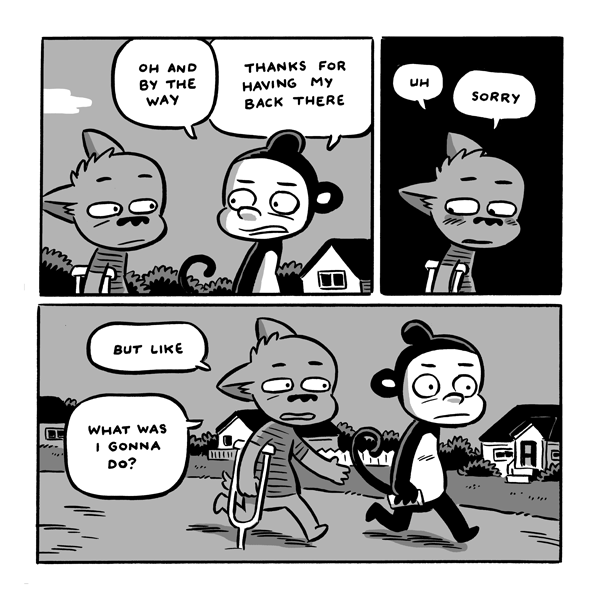 OH AND
BY THE
WAY
THANKS FOR
HAVING MY
BACK THERE
UH
SORRY
BUT LIKE
WHAT WAS
I GONNA
DO?